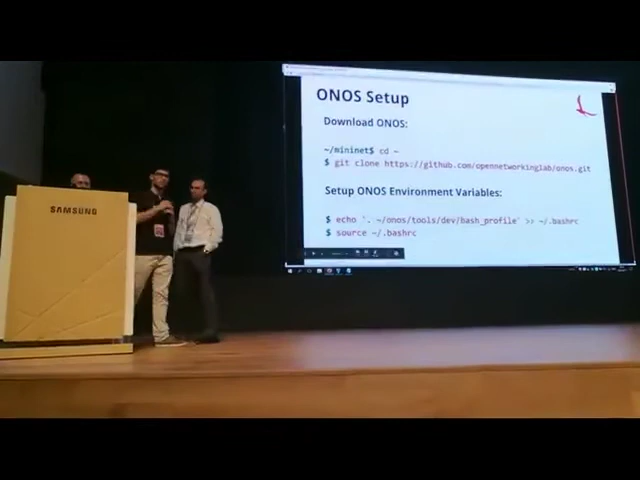 ONOS Setup
Download ONOS:
~/mininet$ cd ~
$ git clone https://github.com/opennetworkinglab/onos.git
Setup ONOS Environment Variables:
$ echo '. ~/onos/tools/dev/bash_profile' >> ~/.bashrc
$ source ~/.bashrc
SAMSUNG